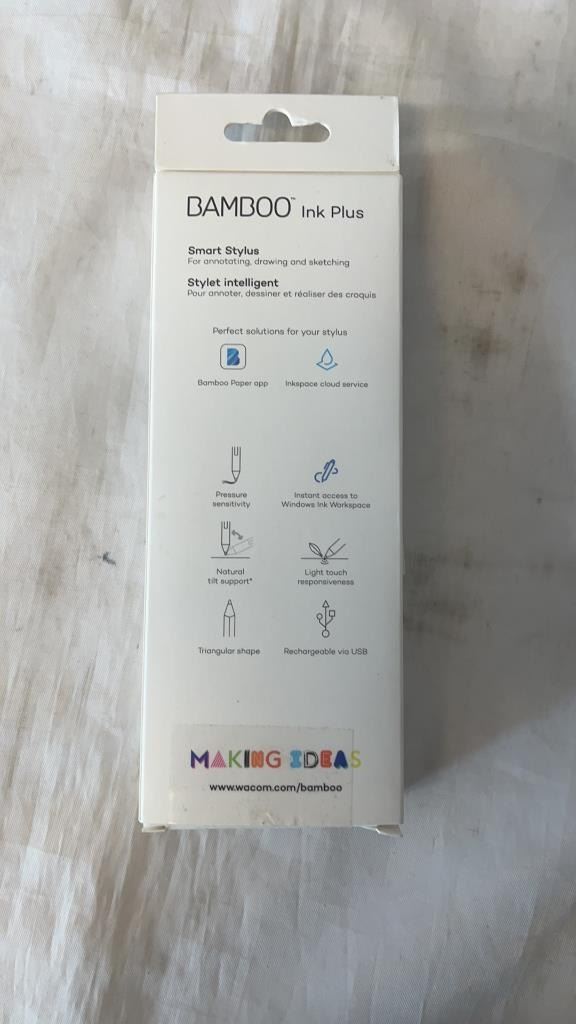 BAMBOO™ Ink Plus
Smart Stylus
For annotating, drawing and sketching
Stylet intelligent
Pour annoter, dessiner et réaliser des croquis
Perfect solutions for your stylus
Bamboo Paper app
Inkspace cloud service
Pressure
sensitivity
Instant access to
Windows Ink Workspace
Natural
tilt support*
Light touch
responsiveness
Triangular shape
Rechargeable via USB
MAKING IDEAS
www.wacom.com/bamboo